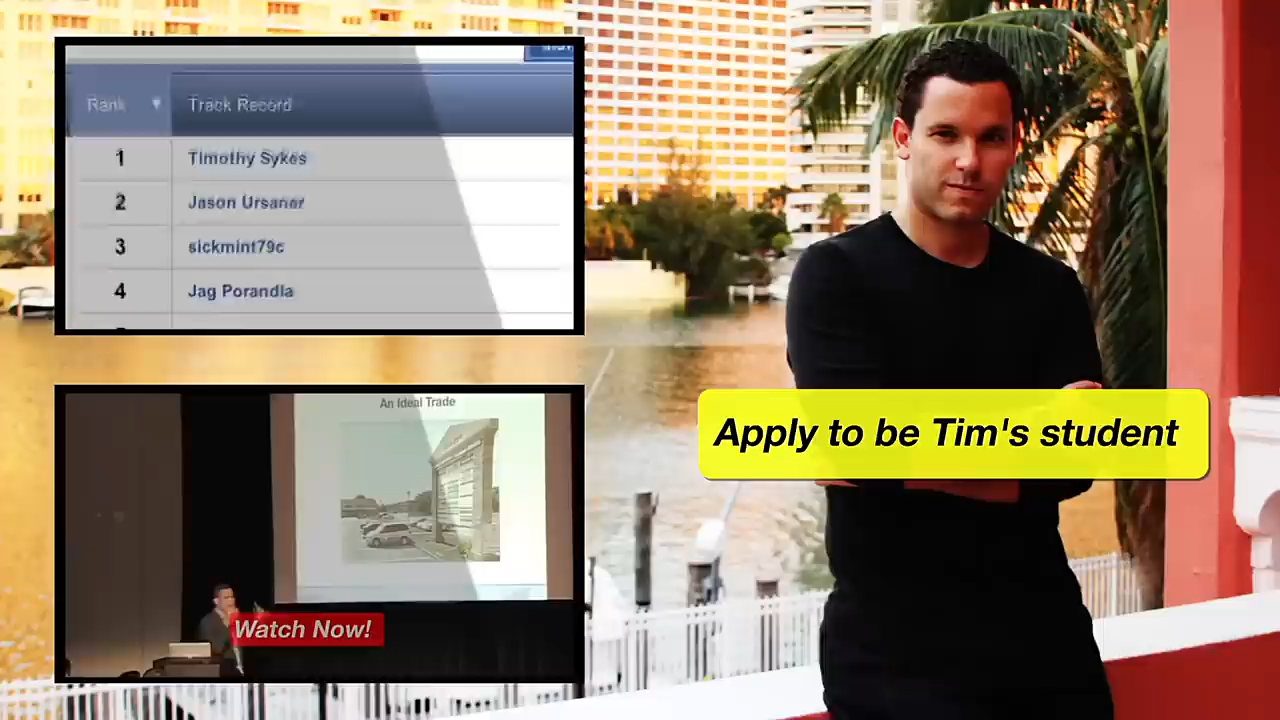 Rank ▼ Track Record
1 Timothy Sykes
2 Jason Ursaner
3 sickmint79c
4 Jag Porandla
An Ideal Trade
Watch Now!
Apply to be Tim's student